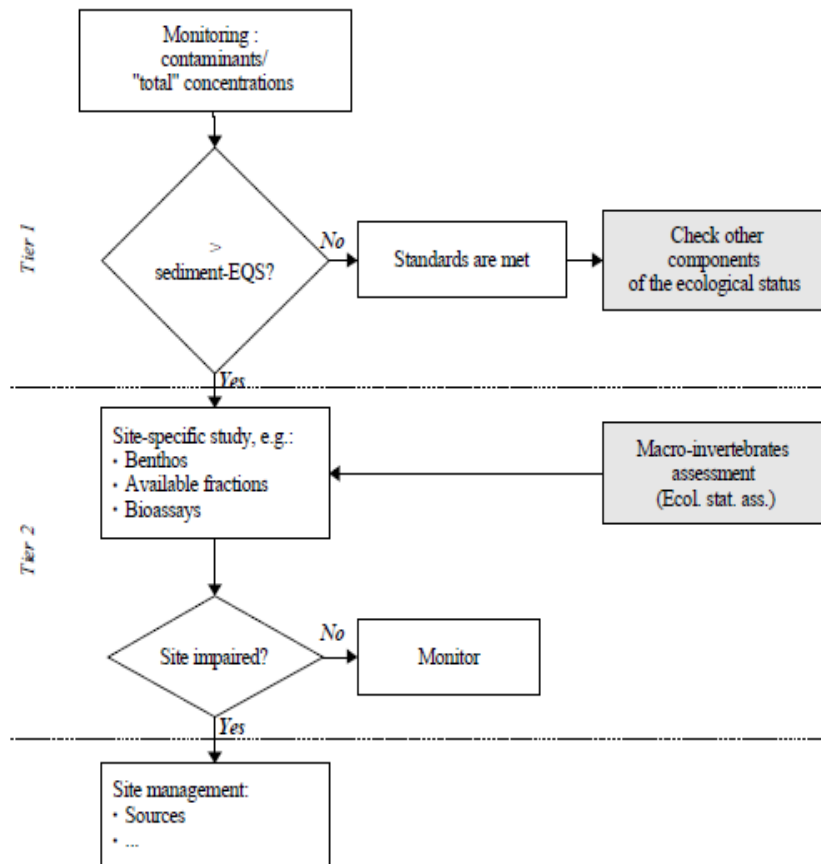 Monitoring :
contaminants/
"total" concentrations
Tier 1
>
sediment-EQS?
No
Standards are met
Check other
components
of the ecological status
Yes
Tier 2
Site-specific study, e.g.:
• Benthos
• Available fractions
• Bioassays
Macro-invertebrates
assessment
(Ecol. stat. ass.)
Site impaired?
No
Monitor
Yes
Site management:
• Sources
• ...